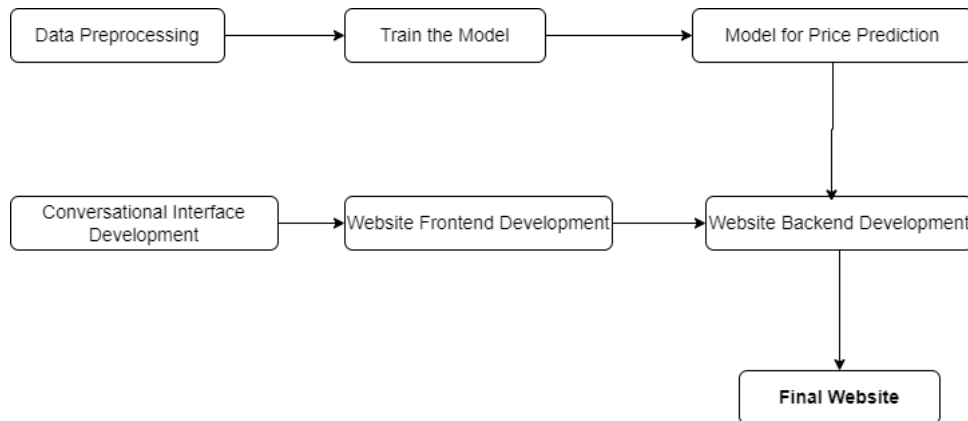 Data Preprocessing
Train the Model
Model for Price Prediction
Conversational Interface
Development
Website Frontend Development
Website Backend Development
Final Website